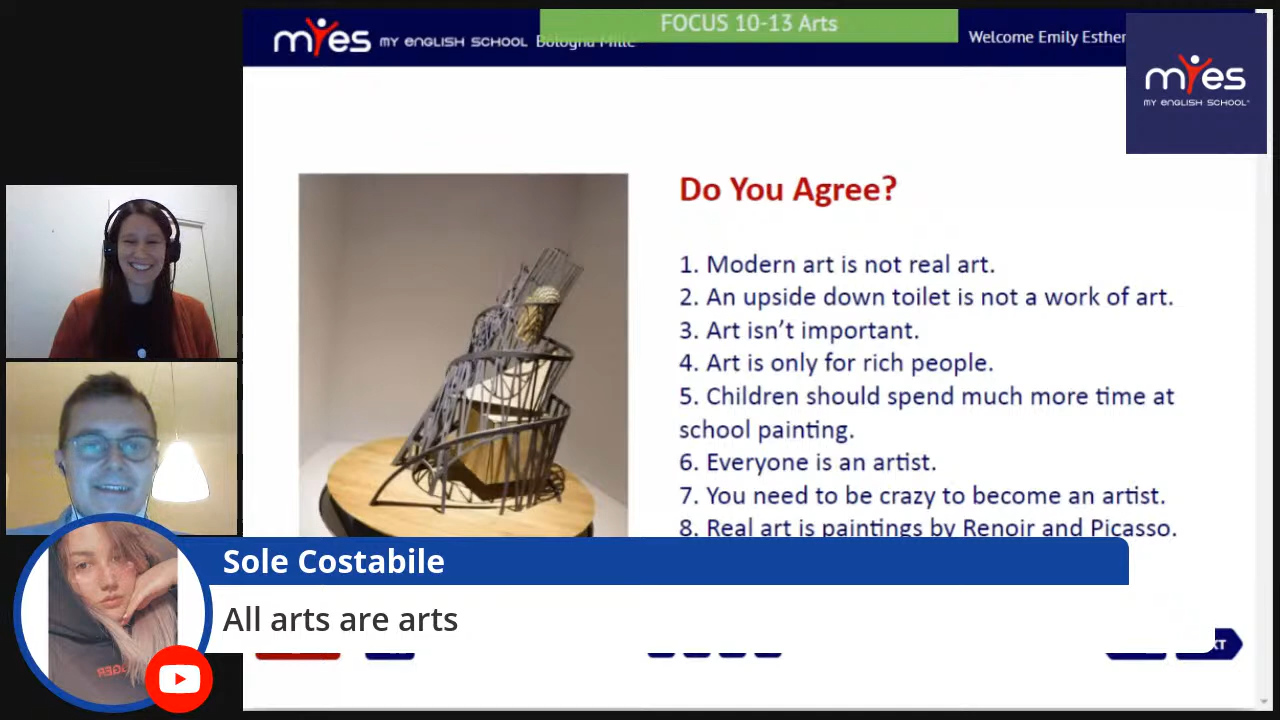 FOCUS 10-13 Arts
myes MY ENGLISH SCHOOL Bologna Mille
Welcome Emily Esther
myes
MY ENGLISH SCHOOL
Do You Agree?
1. Modern art is not real art.
2. An upside down toilet is not a work of art.
3. Art isn't important.
4. Art is only for rich people.
5. Children should spend much more time at
school painting.
6. Everyone is an artist.
7. You need to be crazy to become an artist.
8. Real art is paintings by Renoir and Picasso.
Sole Costabile
All arts are arts